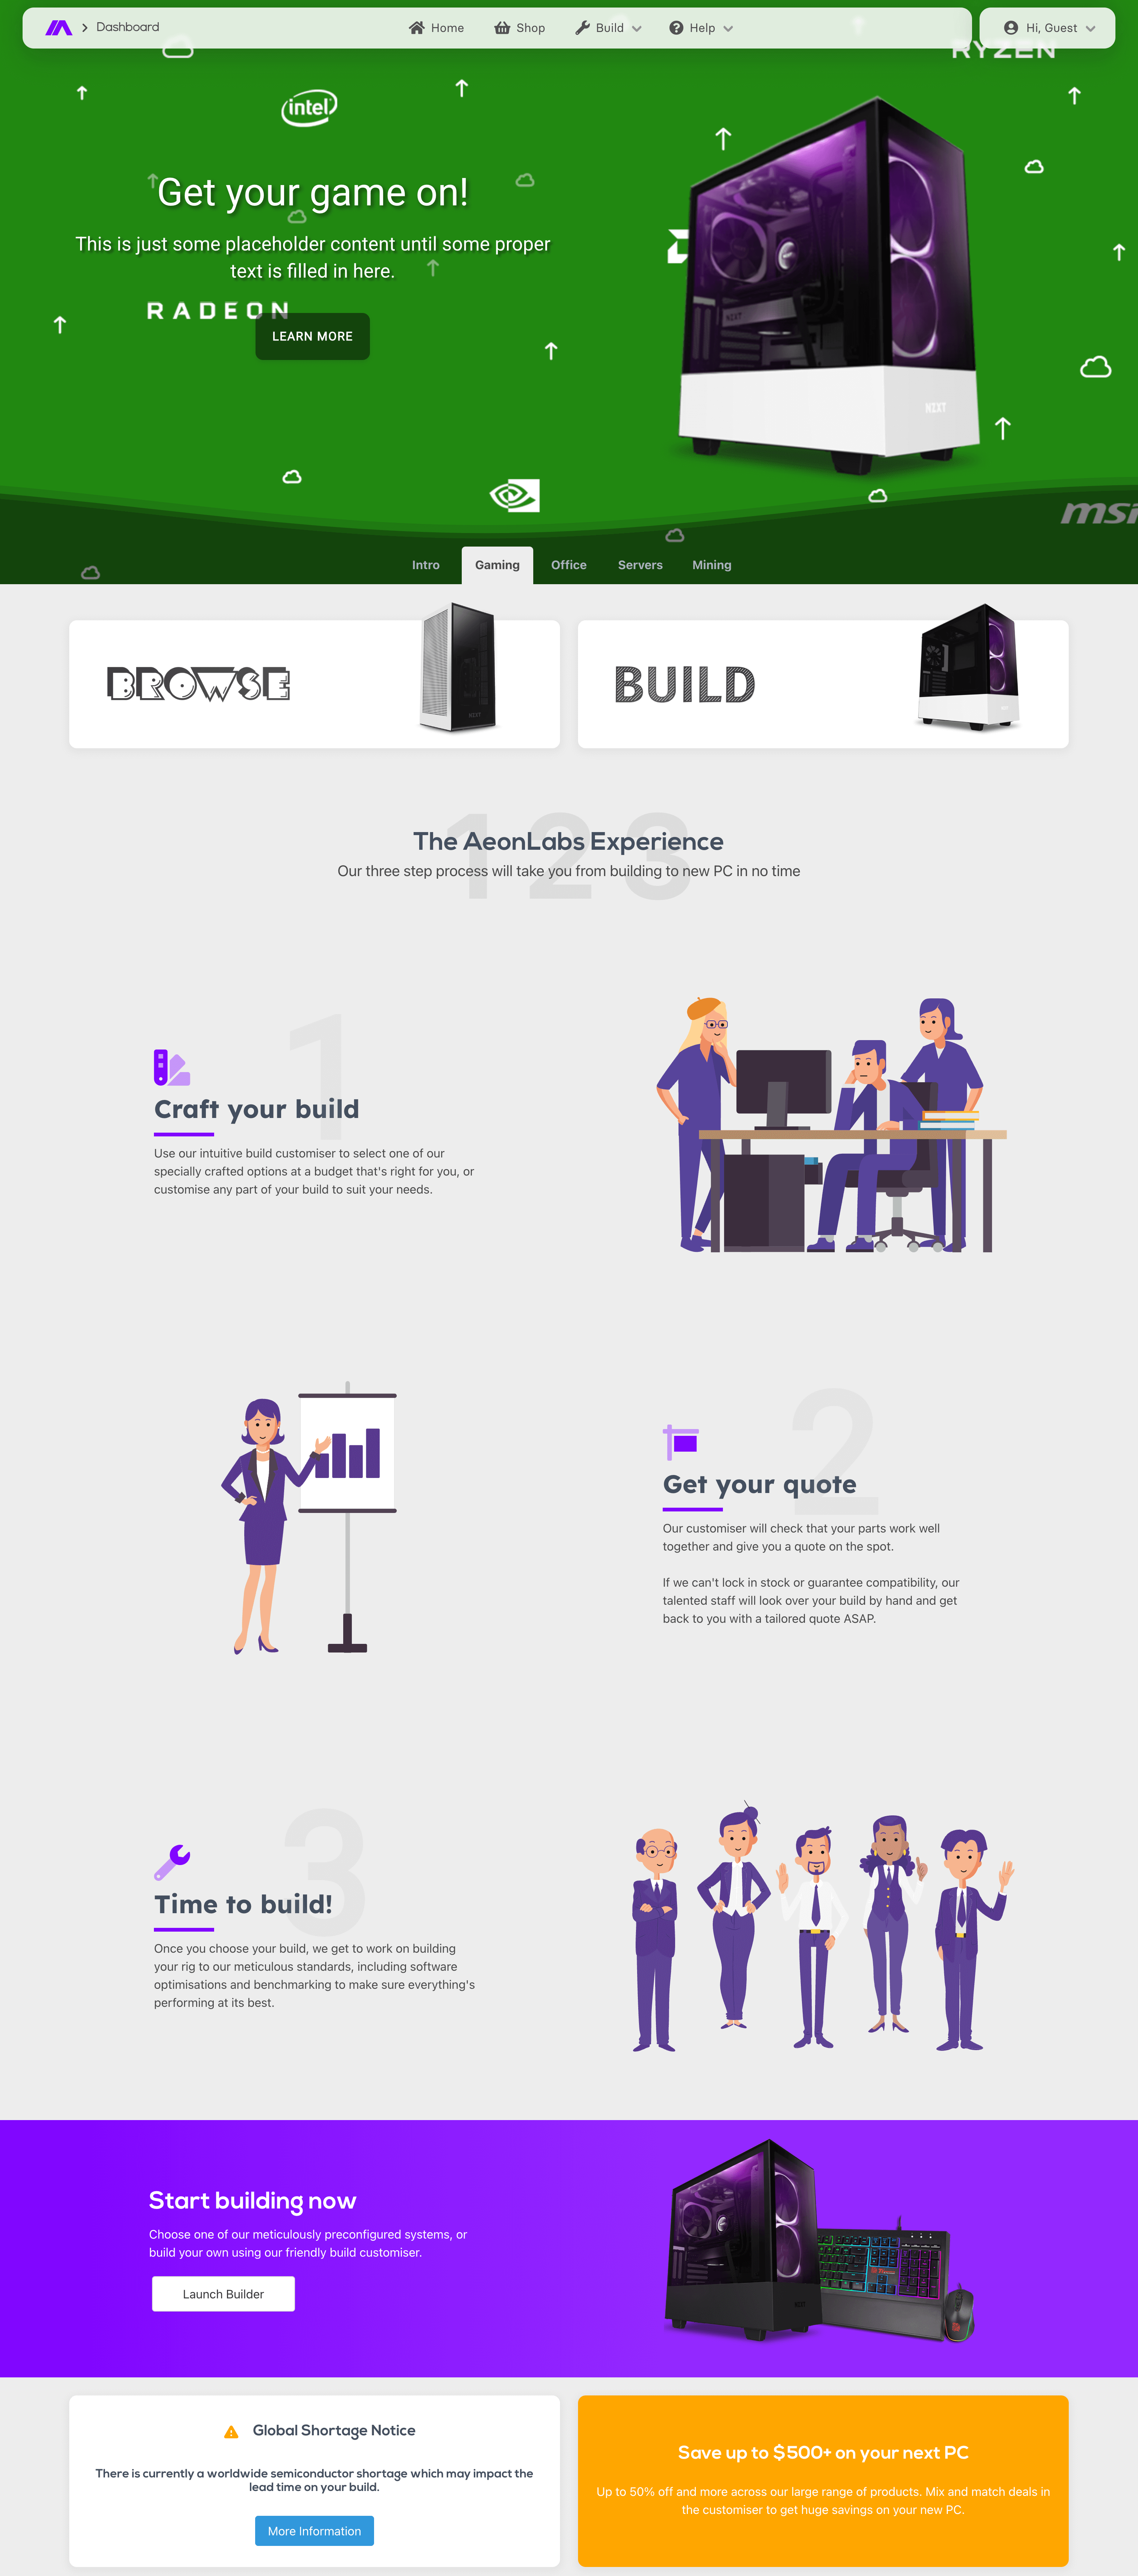 Dashboard
Home
Shop
Build
Help
Hi, Guest
RYZEN
intel
Get your game on!
This is just some placeholder content until some proper
text is filled in here.
RADEON
LEARN MORE
NZXT
NZXT
msi
Intro
Gaming
Office
Servers
Mining
BROWSE
NZXT
BUILD
1 2 3
The AeonLabs Experience
Our three step process will take you from building to new PC in no time
1
Craft your build
Use our intuitive build customiser to select one of our
specially crafted options at a budget that's right for you, or
customise any part of your build to suit your needs.
2
Get your quote
Our customiser will check that your parts work well
together and give you a quote on the spot.
If we can't lock in stock or guarantee compatibility, our
talented staff will look over your build by hand and get
back to you with a tailored quote ASAP.
3
Time to build!
Once you choose your build, we get to work on building
your rig to our meticulous standards, including software
optimisations and benchmarking to make sure everything's
performing at its best.
Start building now
Choose one of our meticulously preconfigured systems, or
build your own using our friendly build customiser.
Launch Builder
Global Shortage Notice
There is currently a worldwide semiconductor shortage which may impact the
lead time on your build.
More Information
Save up to $500+ on your next PC
Up to 50% off and more across our large range of products. Mix and match deals in
the customiser to get huge savings on your new PC.